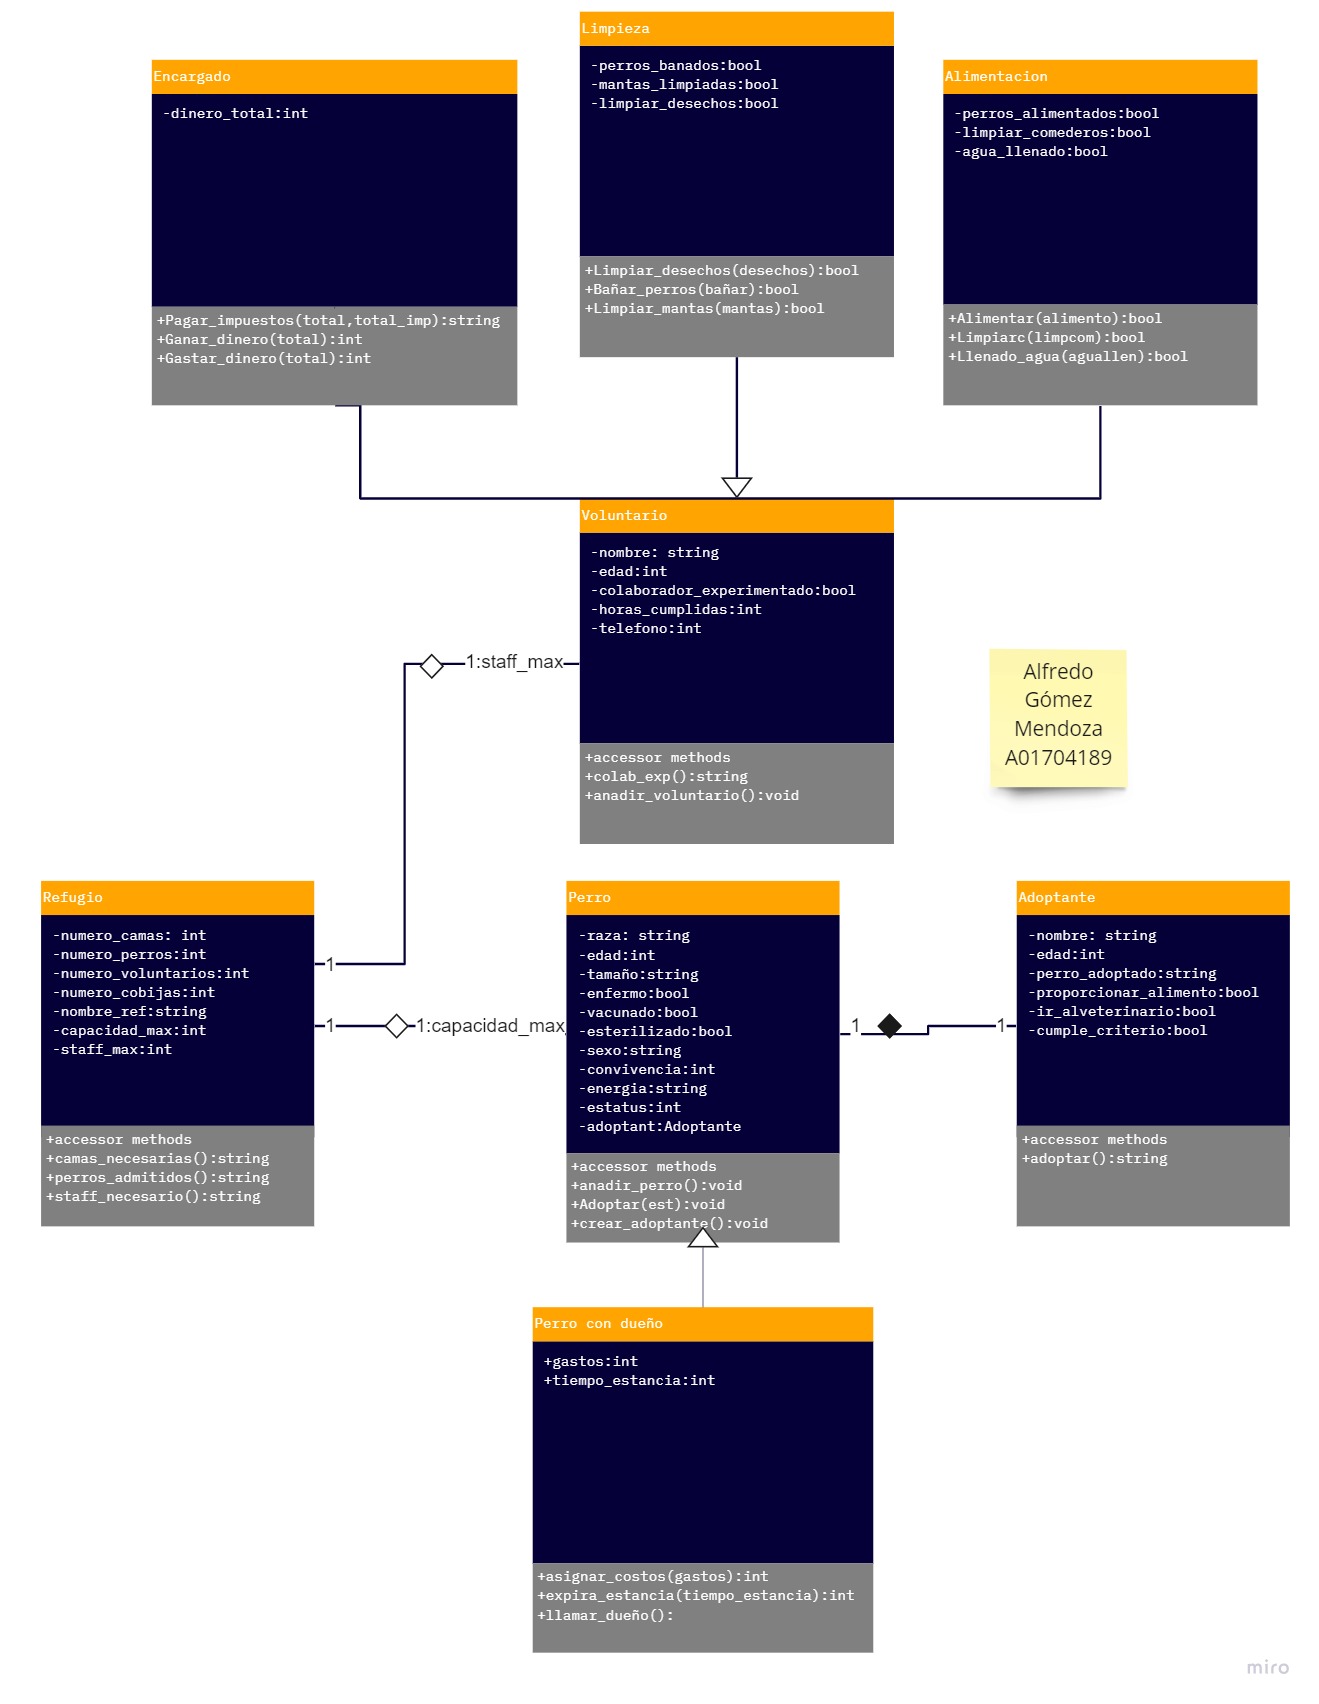 Limpieza
-perros_banados:bool
-mantas_limpiadas:bool
-limpiar_desechos:bool
+Limpiar_desechos(desechos):bool
+Bañar_perros(bañar):bool
+Limpiar_mantas(mantas):bool
Encargado
-dinero_total:int
+Pagar_impuestos(total,total_imp):string
+Ganar_dinero(total):int
+Gastar_dinero(total):int
Alimentacion
-perros_alimentados:bool
-limpiar_comederos:bool
-agua_llenado:bool
+Alimentar(alimento):bool
+Limpiarc(limpcom):bool
+Llenado_agua(aguallen):bool
Voluntario
-nombre: string
-edad:int
-colaborador_experimentado:bool
-horas_cumplidas:int
-telefono:int
+accessor methods
+colab_exp():string
+anadir_voluntario():void
1:staff_max
Alfredo
Gómez
Mendoza
A01704189
Refugio
-numero_camas: int
-numero_perros:int
-numero_voluntarios:int
-numero_cobijas:int
-nombre_ref:string
-capacidad_max:int
-staff_max:int
+accessor methods
+camas_necesarias():string
+perros_admitidos():string
+staff_necesario():string
1
1
1:capacidad_max
Perro
-raza: string
-edad:int
-tamaño:string
-enfermo:bool
-vacunado:bool
-esterilizado:bool
-sexo:string
-convivencia:int
-energia:string
-estatus:int
-adoptant:Adoptante
+accessor methods
+anadir_perro():void
+Adoptar(est):void
+crear_adoptante():void
1
1
Adoptante
-nombre: string
-edad:int
-perro_adoptado:string
-proporcionar_alimento:bool
-ir_alveterinario:bool
-cumple_criterio:bool
+accessor methods
+adoptar():string
Perro con dueño
+gastos:int
+tiempo_estancia:int
+asignar_costos(gastos):int
+expira_estancia(tiempo_estancia):int
+llamar_dueño():
miro